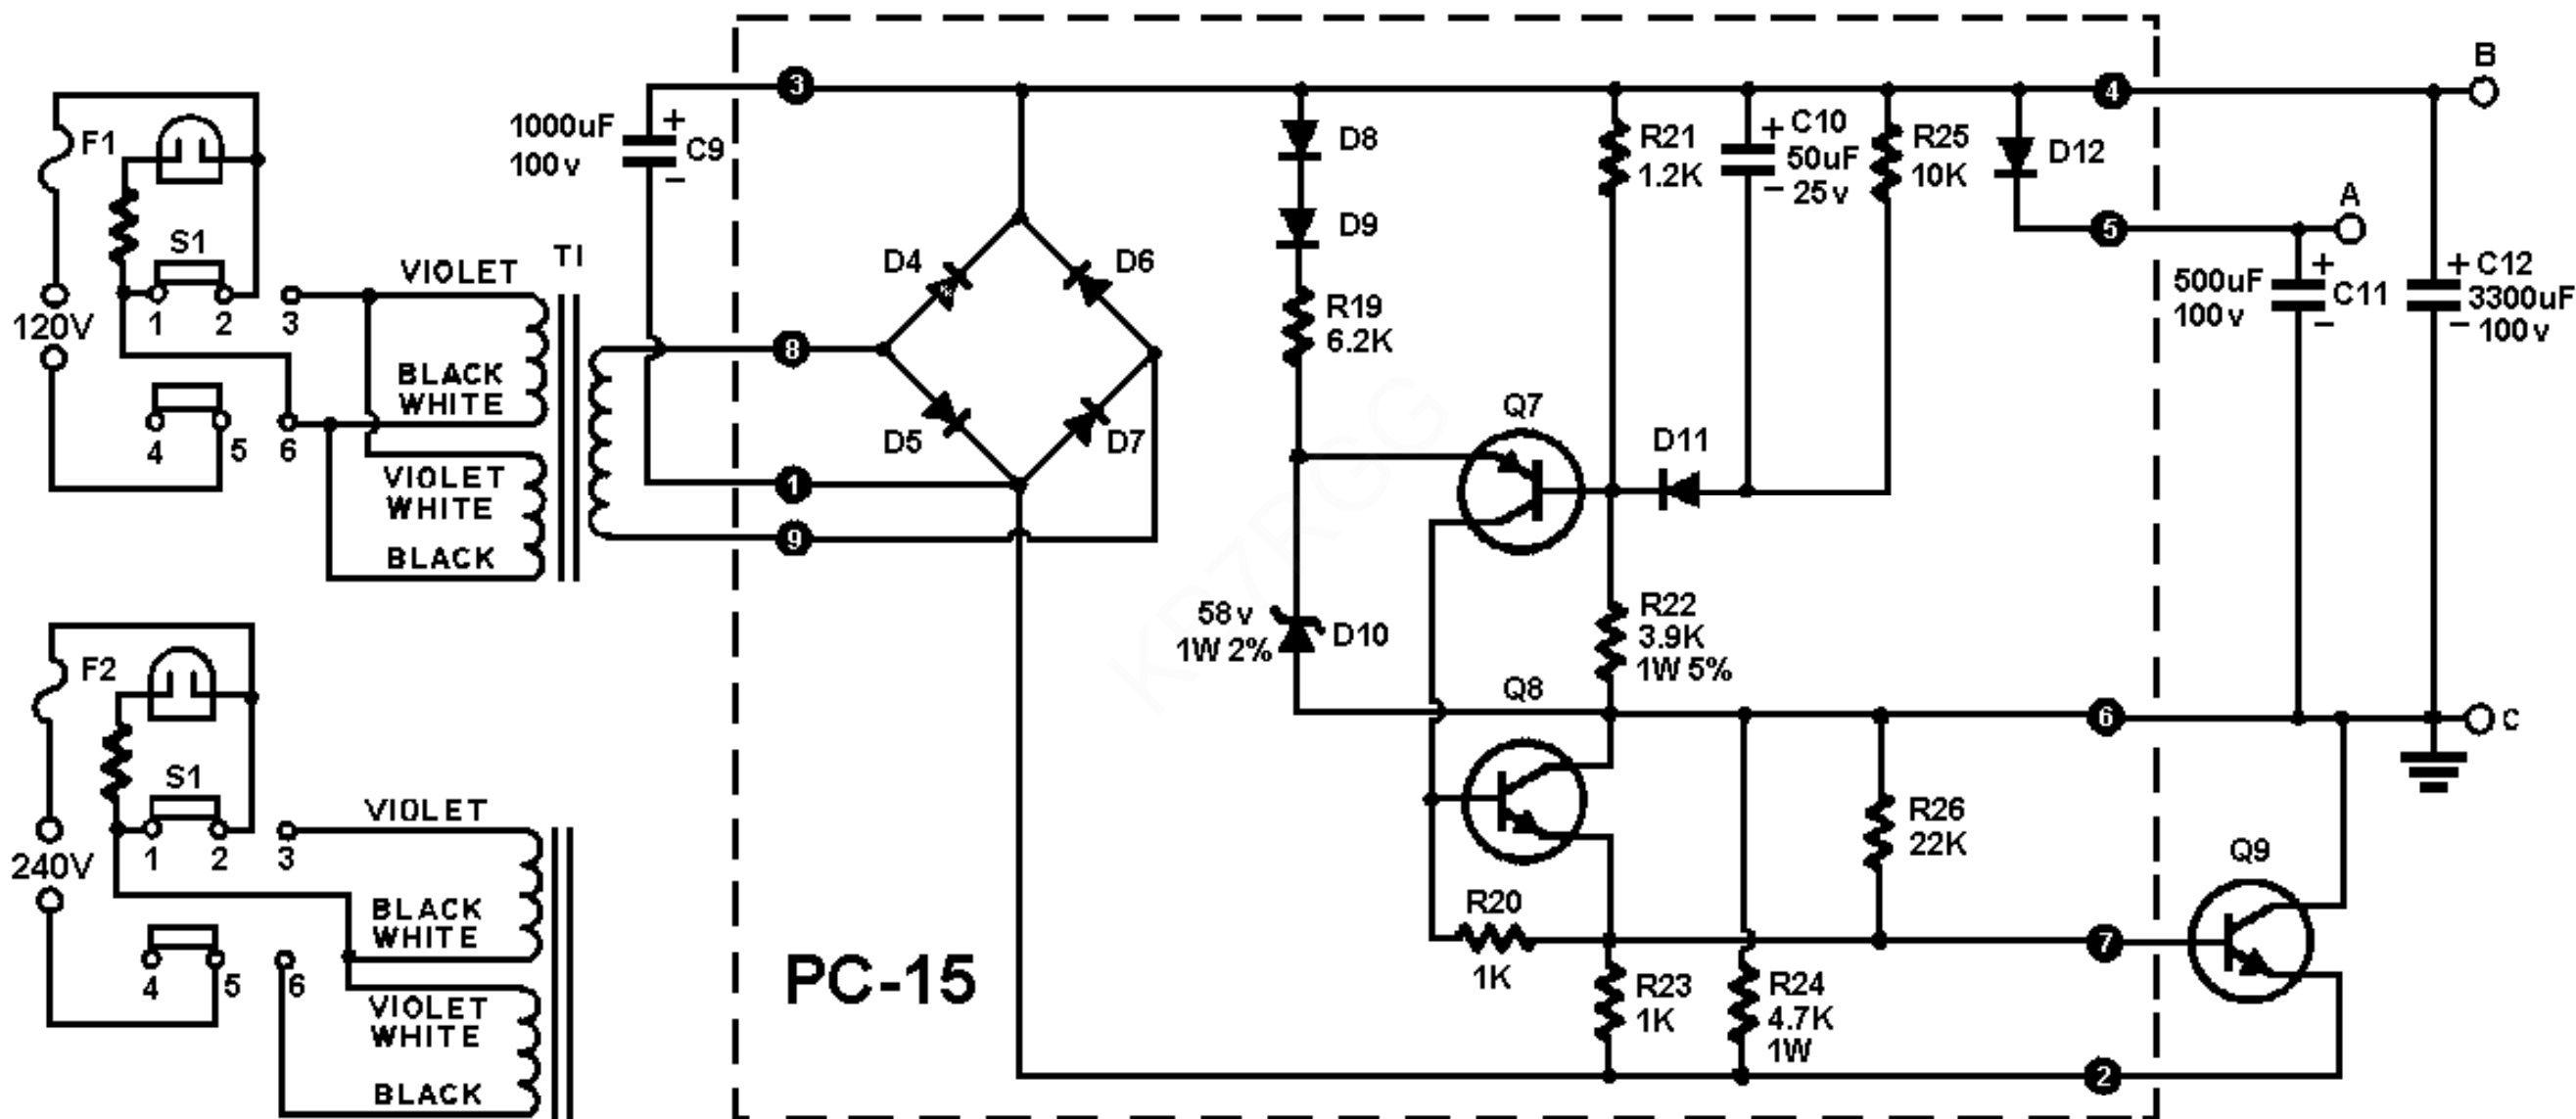 F1
S1
120V
1
2
3
4
5
6
VIOLET
BLACK
WHITE
VIOLET
WHITE
BLACK
T1
1000uF
100v
+
C9
−
3
8
1
9
D4
D6
D5
D7
D8
D9
R19
6.2K
58v
1W 2%
D10
R21
1.2K
+
C10
50uF
25v
−
R25
10K
D12
4
B
5
A
500uF
100v
+
C11
−
+
C12
3300uF
100v
−
Q7
D11
R22
3.9K
1W 5%
Q8
6
C
R26
22K
Q9
R20
1K
7
R23
1K
R24
4.7K
1W
2
PC-15
F2
S1
240V
1
2
3
4
5
6
VIOLET
BLACK
WHITE
VIOLET
WHITE
BLACK